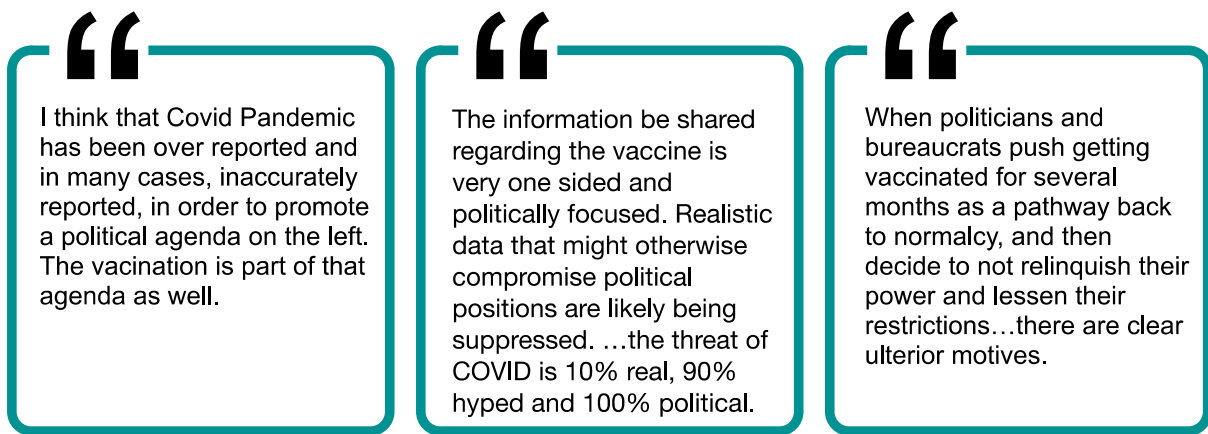 I think that Covid Pandemic
has been over reported and
in many cases, inaccurately
reported, in order to promote
a political agenda on the left.
The vacination is part of that
agenda as well.
The information be shared
regarding the vaccine is
very one sided and
politically focused. Realistic
data that might otherwise
compromise political
positions are likely being
suppressed. …the threat of
COVID is 10% real, 90%
hyped and 100% political.
When politicians and
bureaucrats push getting
vaccinated for several
months as a pathway back
to normalcy, and then
decide to not relinquish their
power and lessen their
restrictions…there are clear
ulterior motives.